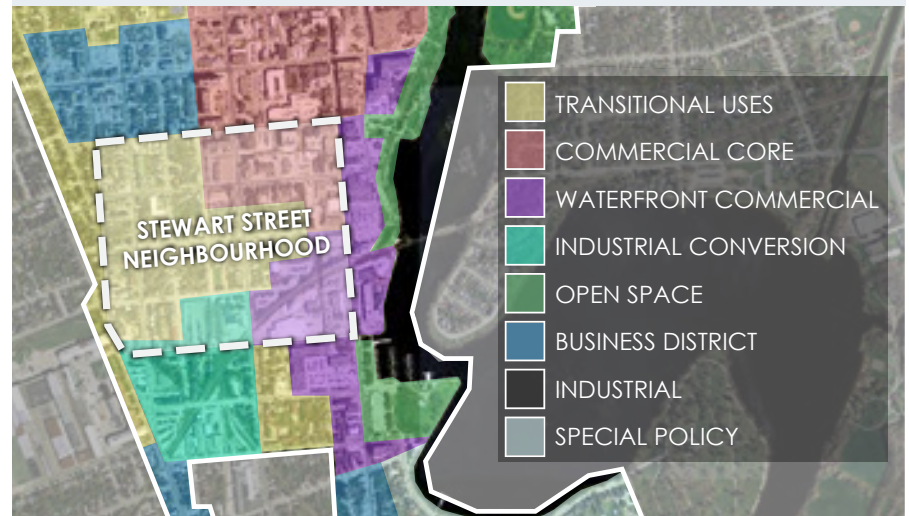 STEWART STREET
NEIGHBOURHOOD
TRANSITIONAL USES
COMMERCIAL CORE
WATERFRONT COMMERCIAL
INDUSTRIAL CONVERSION
OPEN SPACE
BUSINESS DISTRICT
INDUSTRIAL
SPECIAL POLICY